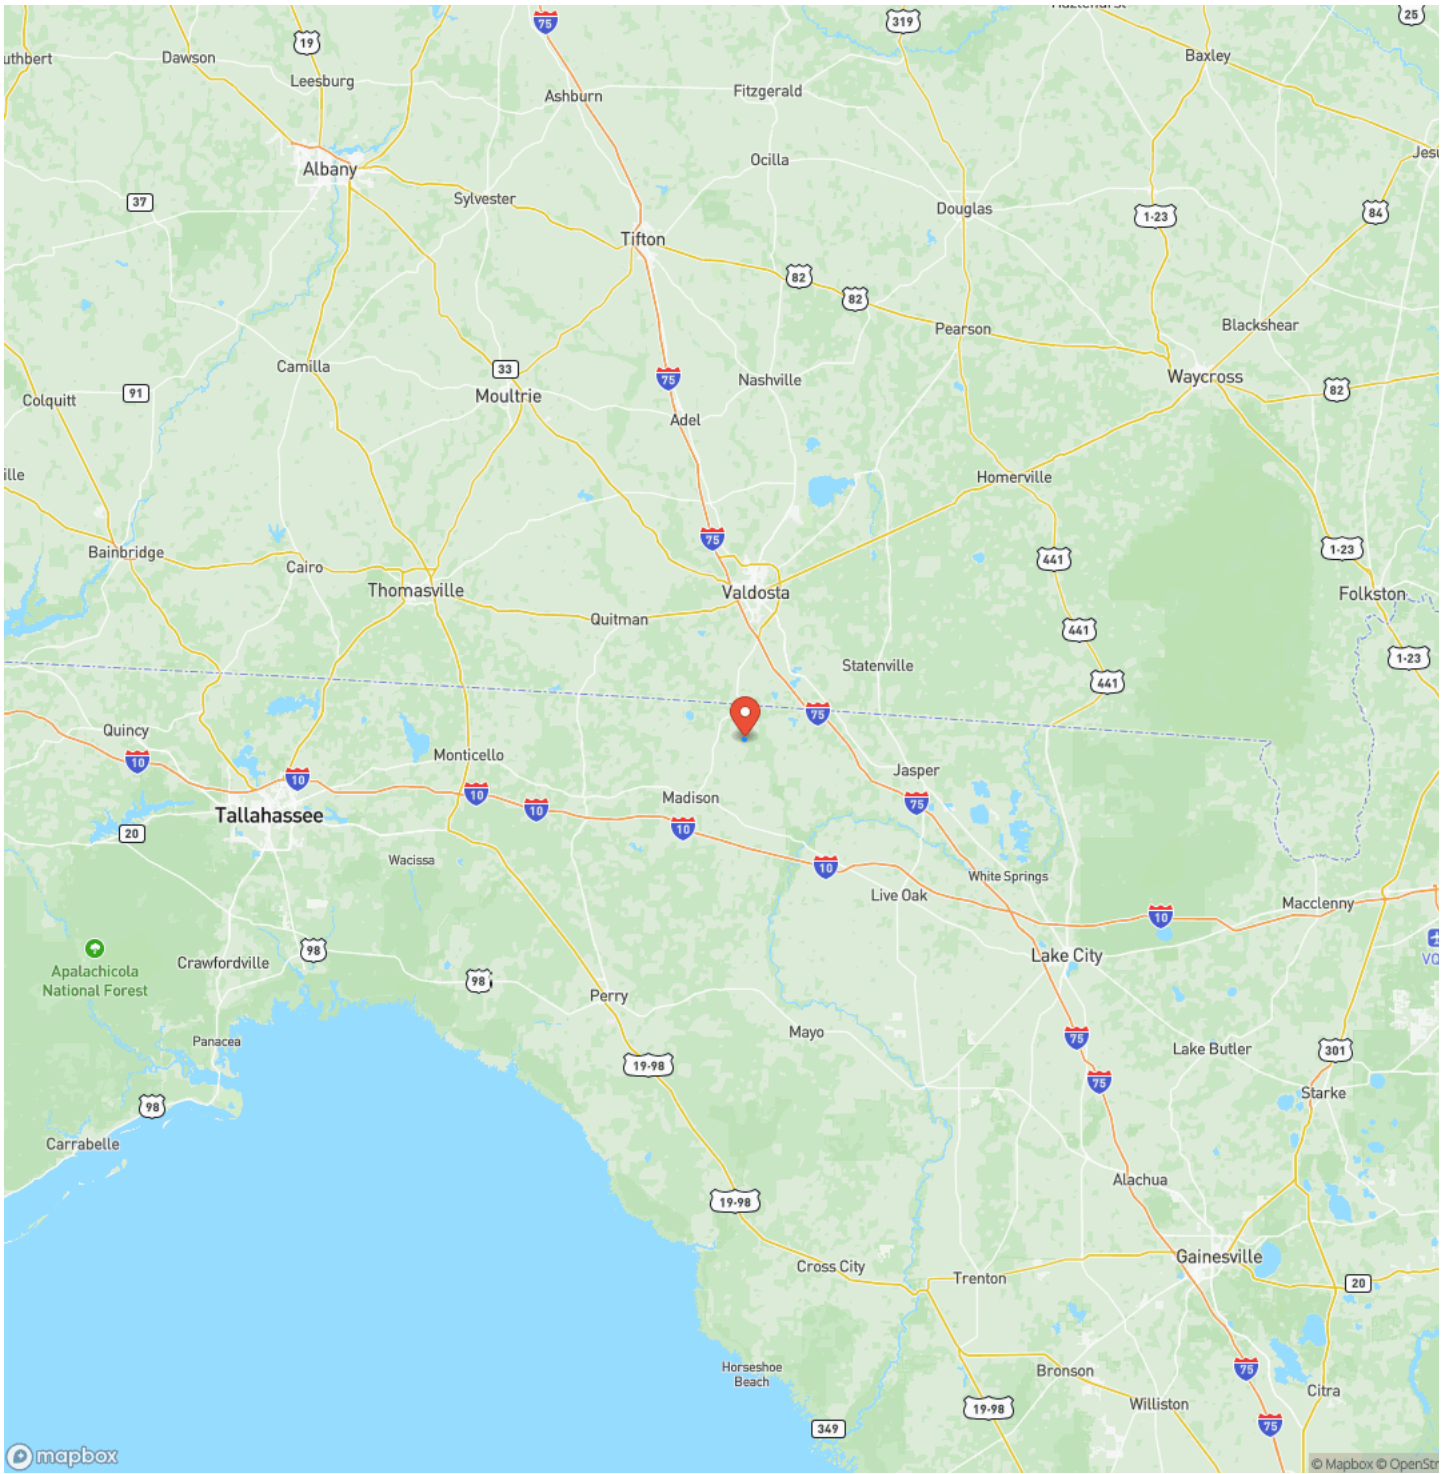 75
319
Hazlehurst
25
19
uthbert
Dawson
Leesburg
Baxley
Ashburn
Fitzgerald
Albany
Ocilla
Jesu
37
Sylvester
Douglas
1-23
84
Tifton
82
82
Pearson
Blackshear
Camilla
33
75
Nashville
Waycross
91
Colquitt
Moultrie
82
Adel
ille
Homerville
75
Bainbridge
1-23
441
Cairo
Thomasville
Valdosta
Folkston
Quitman
441
Statenville
1-23
441
75
Quincy
10
Monticello
Jasper
10
10
Madison
75
10
Tallahassee
10
20
Wacissa
10
White Springs
Live Oak
Macclenny
10
98
Apalachicola
National Forest
Crawfordville
Lake City
VQ
98
Perry
Panacea
Mayo
75
Lake Butler
301
19-98
75
Starke
98
Carrabelle
Alachua
19-98
Gainesville
Cross City
Trenton
20
Horseshoe
Beach
Bronson
75
Citra
19-98
Williston
349
75
mapbox
© Mapbox © OpenStr